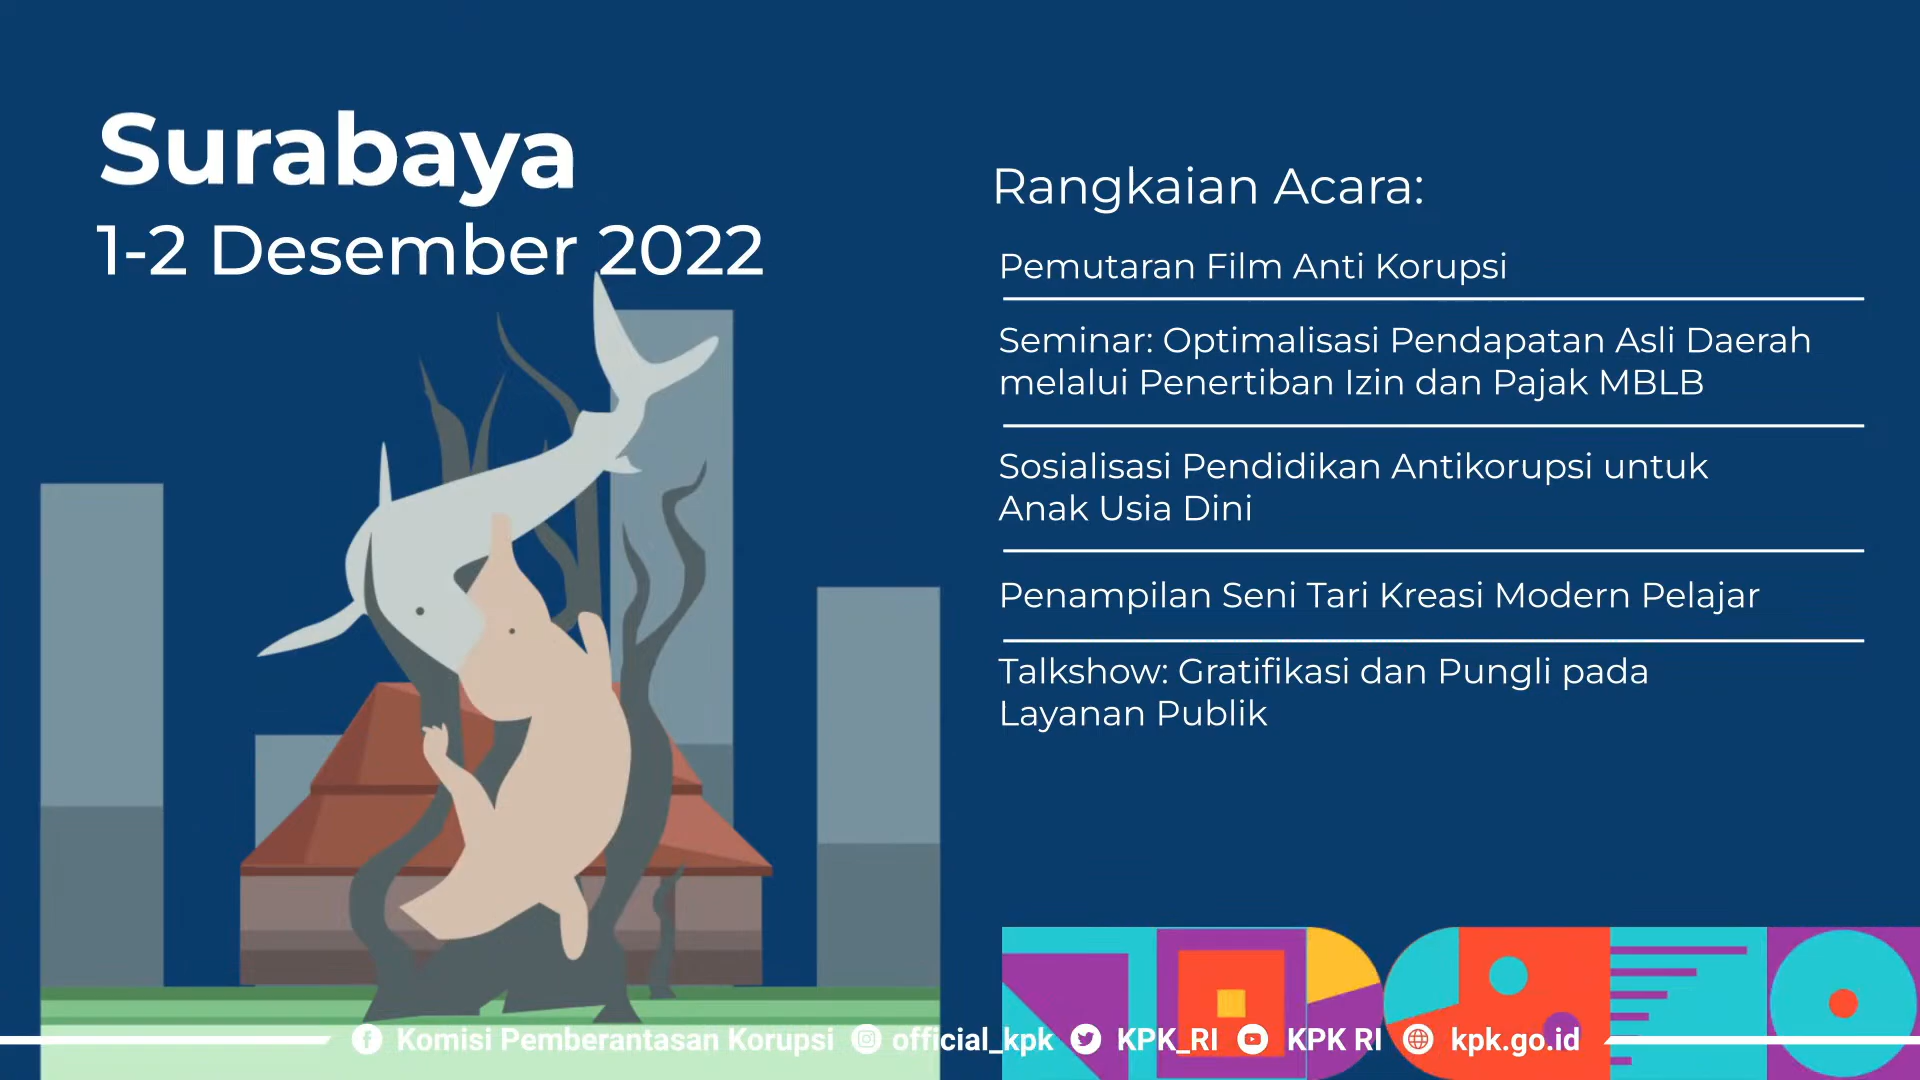 Surabaya
1-2 Desember 2022
Rangkaian Acara:
Pemutaran Film Anti Korupsi
Seminar: Optimalisasi Pendapatan Asli Daerah
melalui Penertiban Izin dan Pajak MBLB
Sosialisasi Pendidikan Antikorupsi untuk
Anak Usia Dini
Penampilan Seni Tari Kreasi Modern Pelajar
Talkshow: Gratifikasi dan Pungli pada
Layanan Publik
Komisi Pemberantasan Korupsi official_kpk KPK_RI KPK RI kpk.go.id